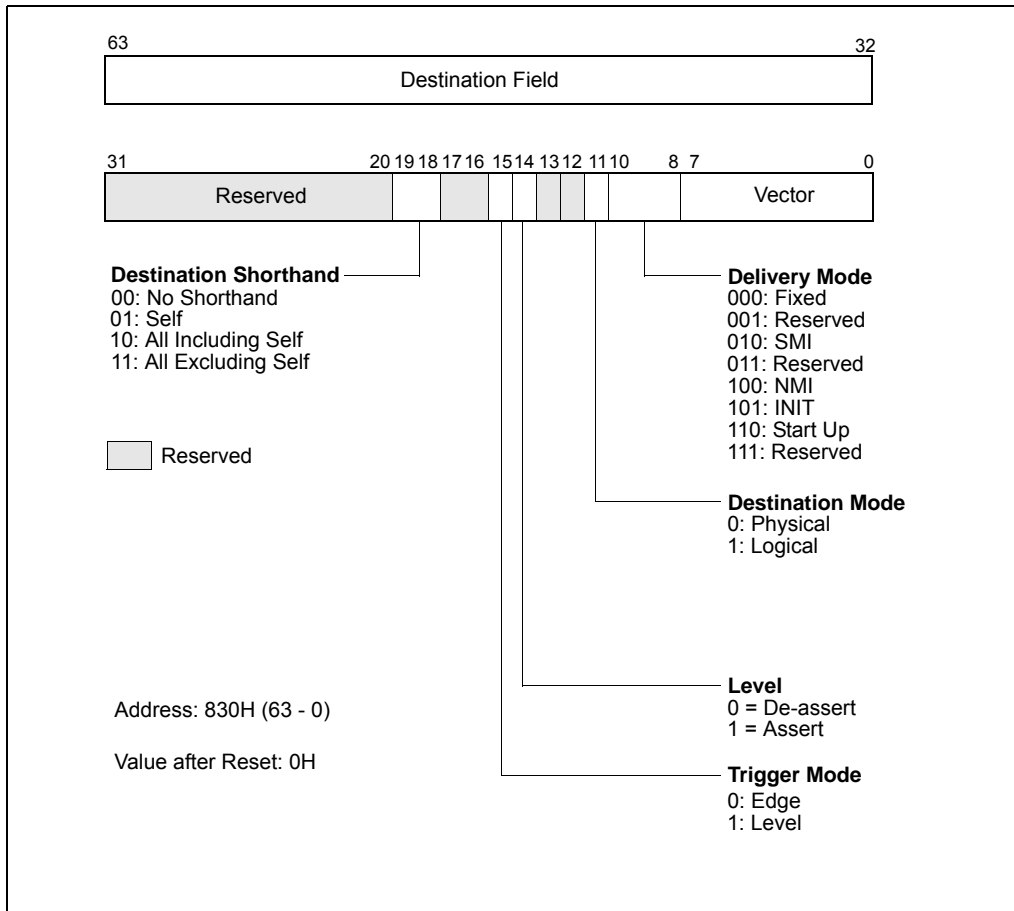 63 32
Destination Field
31 20 19 18 17 16 15 14 13 12 11 10 8 7 0
Reserved Vector
Destination Shorthand
00: No Shorthand
01: Self
10: All Including Self
11: All Excluding Self
Reserved
Delivery Mode
000: Fixed
001: Reserved
010: SMI
011: Reserved
100: NMI
101: INIT
110: Start Up
111: Reserved
Destination Mode
0: Physical
1: Logical
Level
0 = De-assert
1 = Assert
Address: 830H (63 - 0)
Value after Reset: 0H
Trigger Mode
0: Edge
1: Level